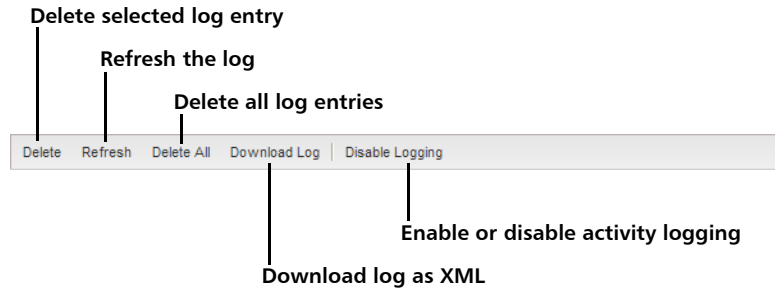 Delete selected log entry
Refresh the log
Delete all log entries
Delete Refresh Delete All Download Log Disable Logging
Enable or disable activity logging
Download log as XML